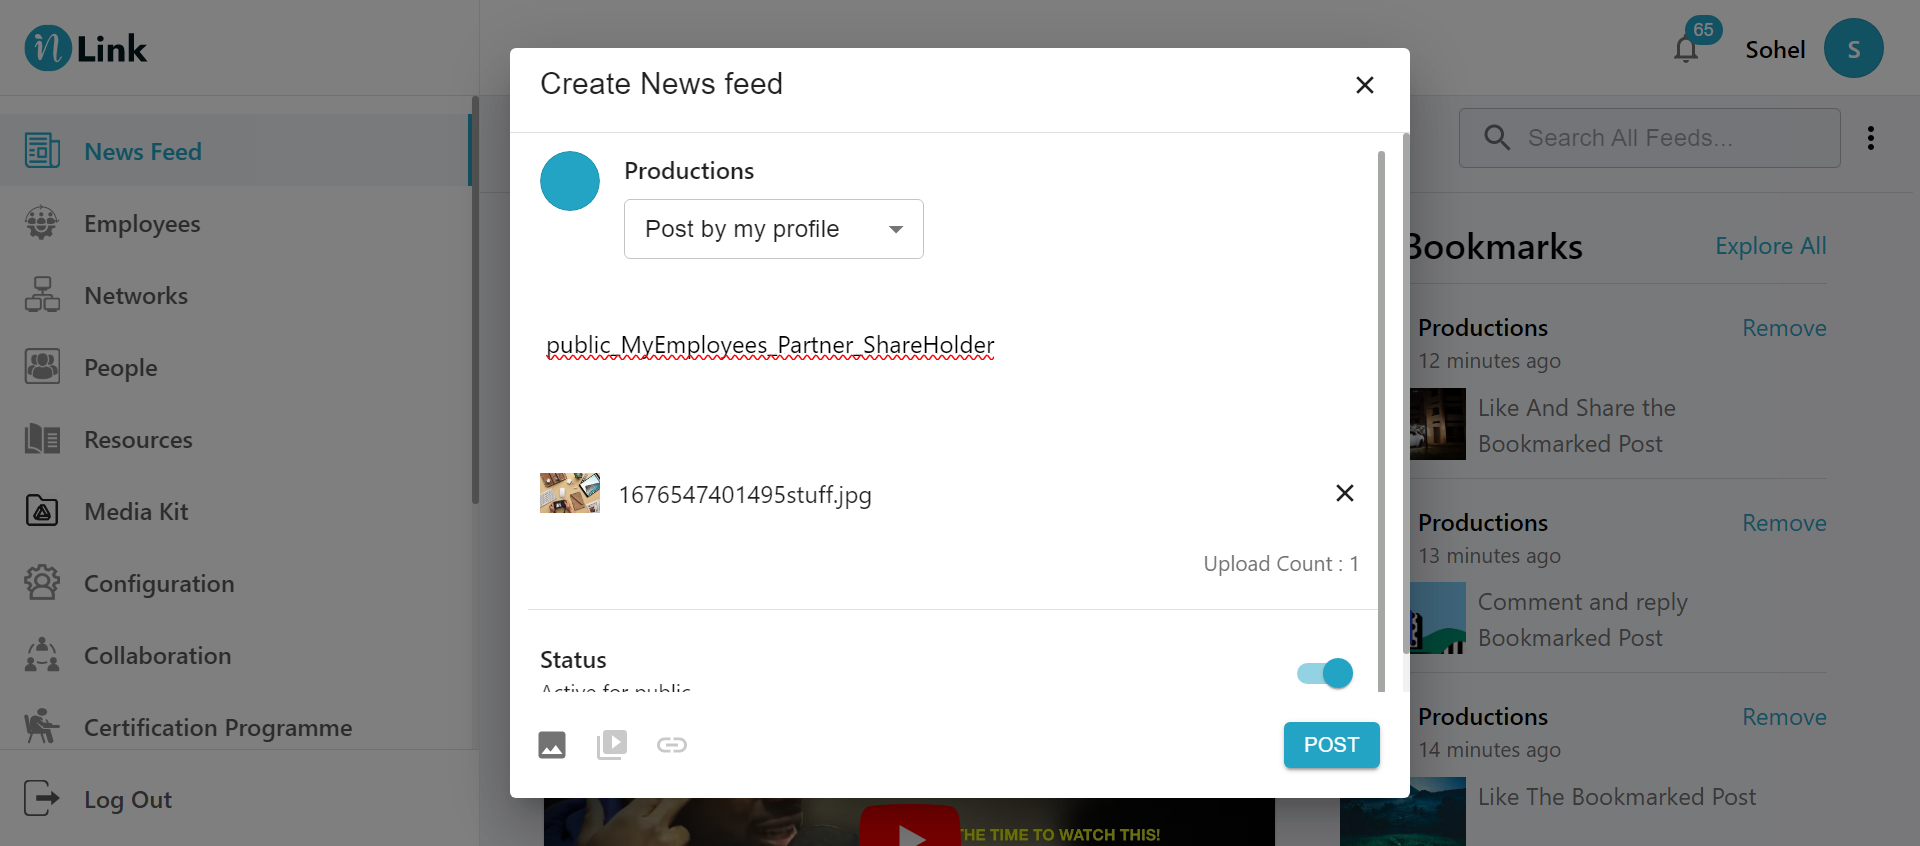 n Link
65
Sohel
S
News Feed
Employees
Networks
People
Resources
Media Kit
Configuration
Collaboration
Certification Programme
Log Out
Create News feed
Productions
Post by my profile
public_MyEmployees_Partner_ShareHolder
1676547401495stuff.jpg
Upload Count : 1
Status
Active for public
POST
THE TIME TO WATCH THIS!
Search All Feeds...
Bookmarks
Explore All
Productions
Remove
12 minutes ago
Like And Share the
Bookmarked Post
Productions
Remove
13 minutes ago
Comment and reply
Bookmarked Post
Productions
Remove
14 minutes ago
Like The Bookmarked Post